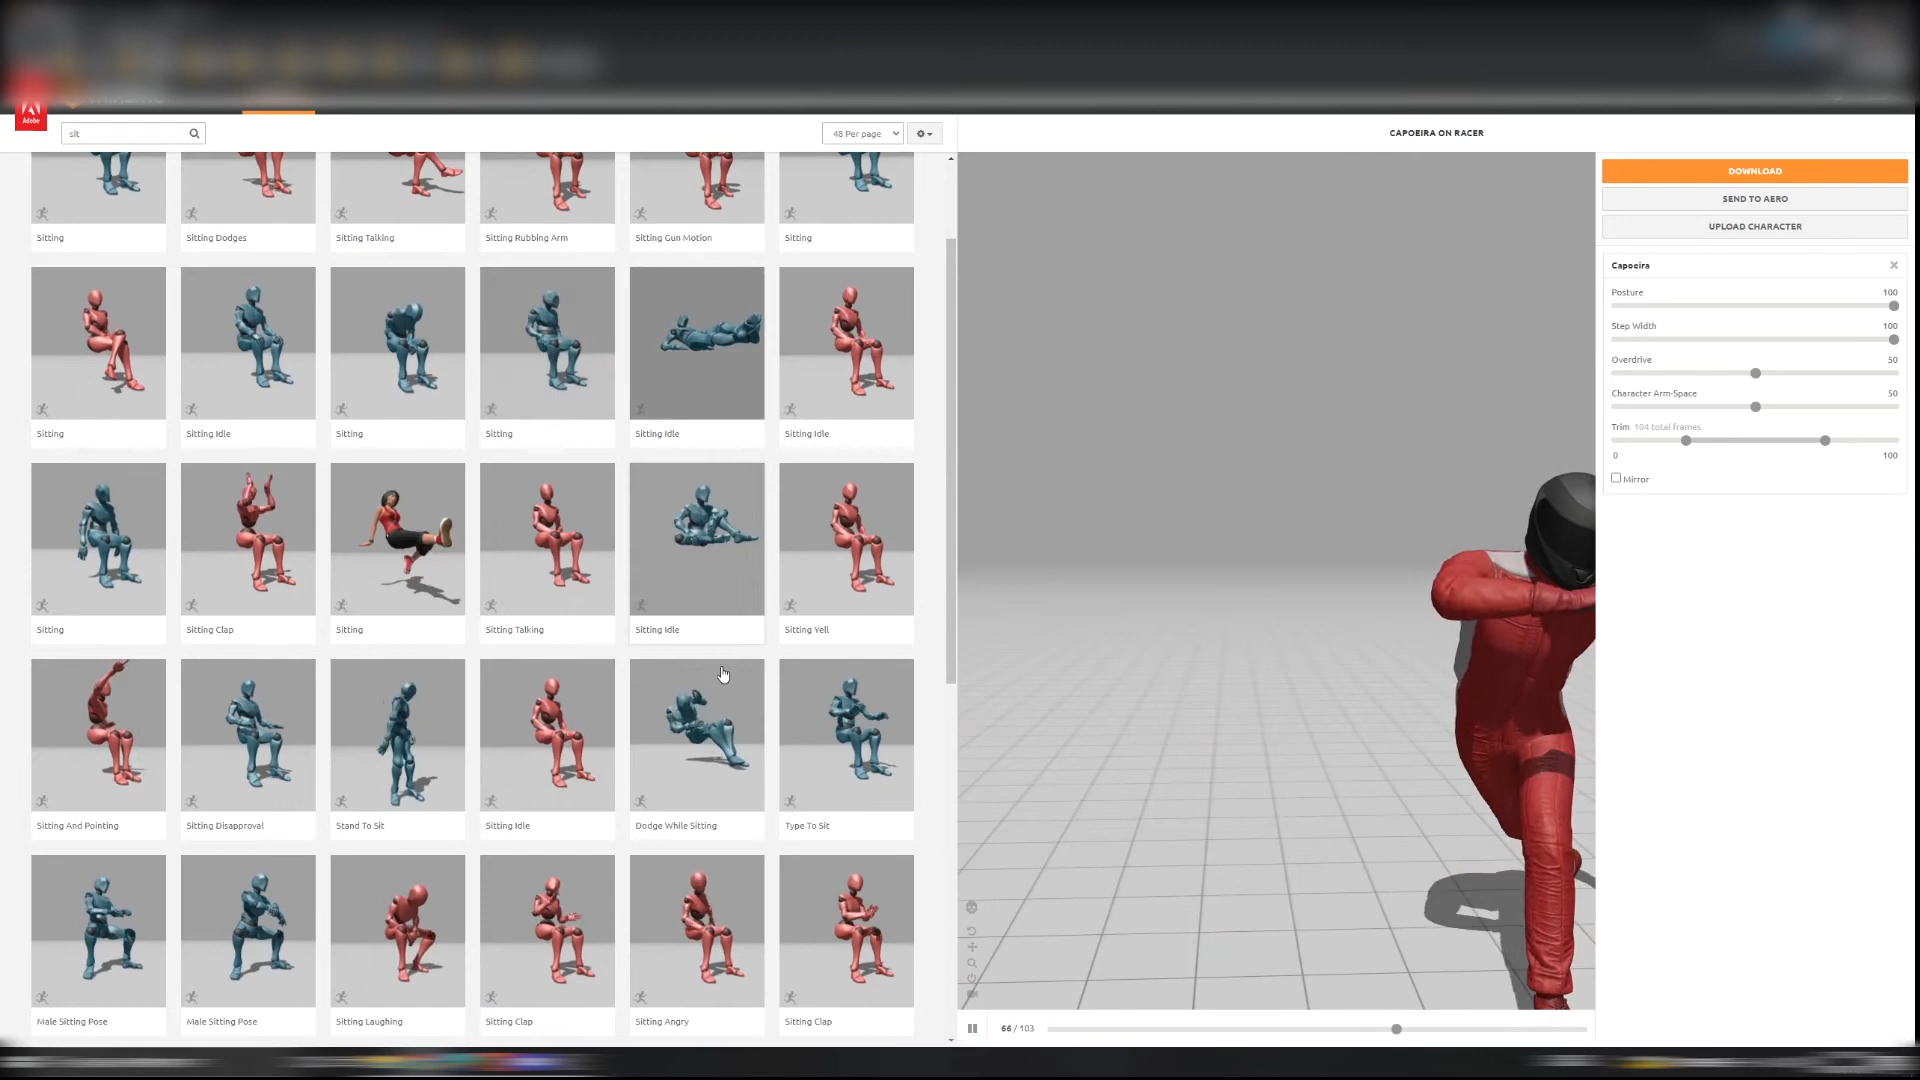 Adobe
sit
48 Per page
CAPOEIRA ON RACER
DOWNLOAD
SEND TO AERO
UPLOAD CHARACTER
Sitting
Sitting Dodges
Sitting Talking
Sitting Rubbing Arm
Sitting Gun Motion
Sitting
Capoeira
Posture 100
Step Width 100
Overdrive 50
Character Arm-Space 50
Trim 104 total frames
0 100
Mirror
Sitting
Sitting Idle
Sitting
Sitting
Sitting Idle
Sitting Idle
Sitting
Sitting Clap
Sitting
Sitting Talking
Sitting Idle
Sitting Yell
Sitting And Pointing
Sitting Disapproval
Stand To Sit
Sitting Idle
Dodge While Sitting
Type To Sit
Male Sitting Pose
Male Sitting Pose
Sitting Laughing
Sitting Clap
Sitting Angry
Sitting Clap
66 / 103